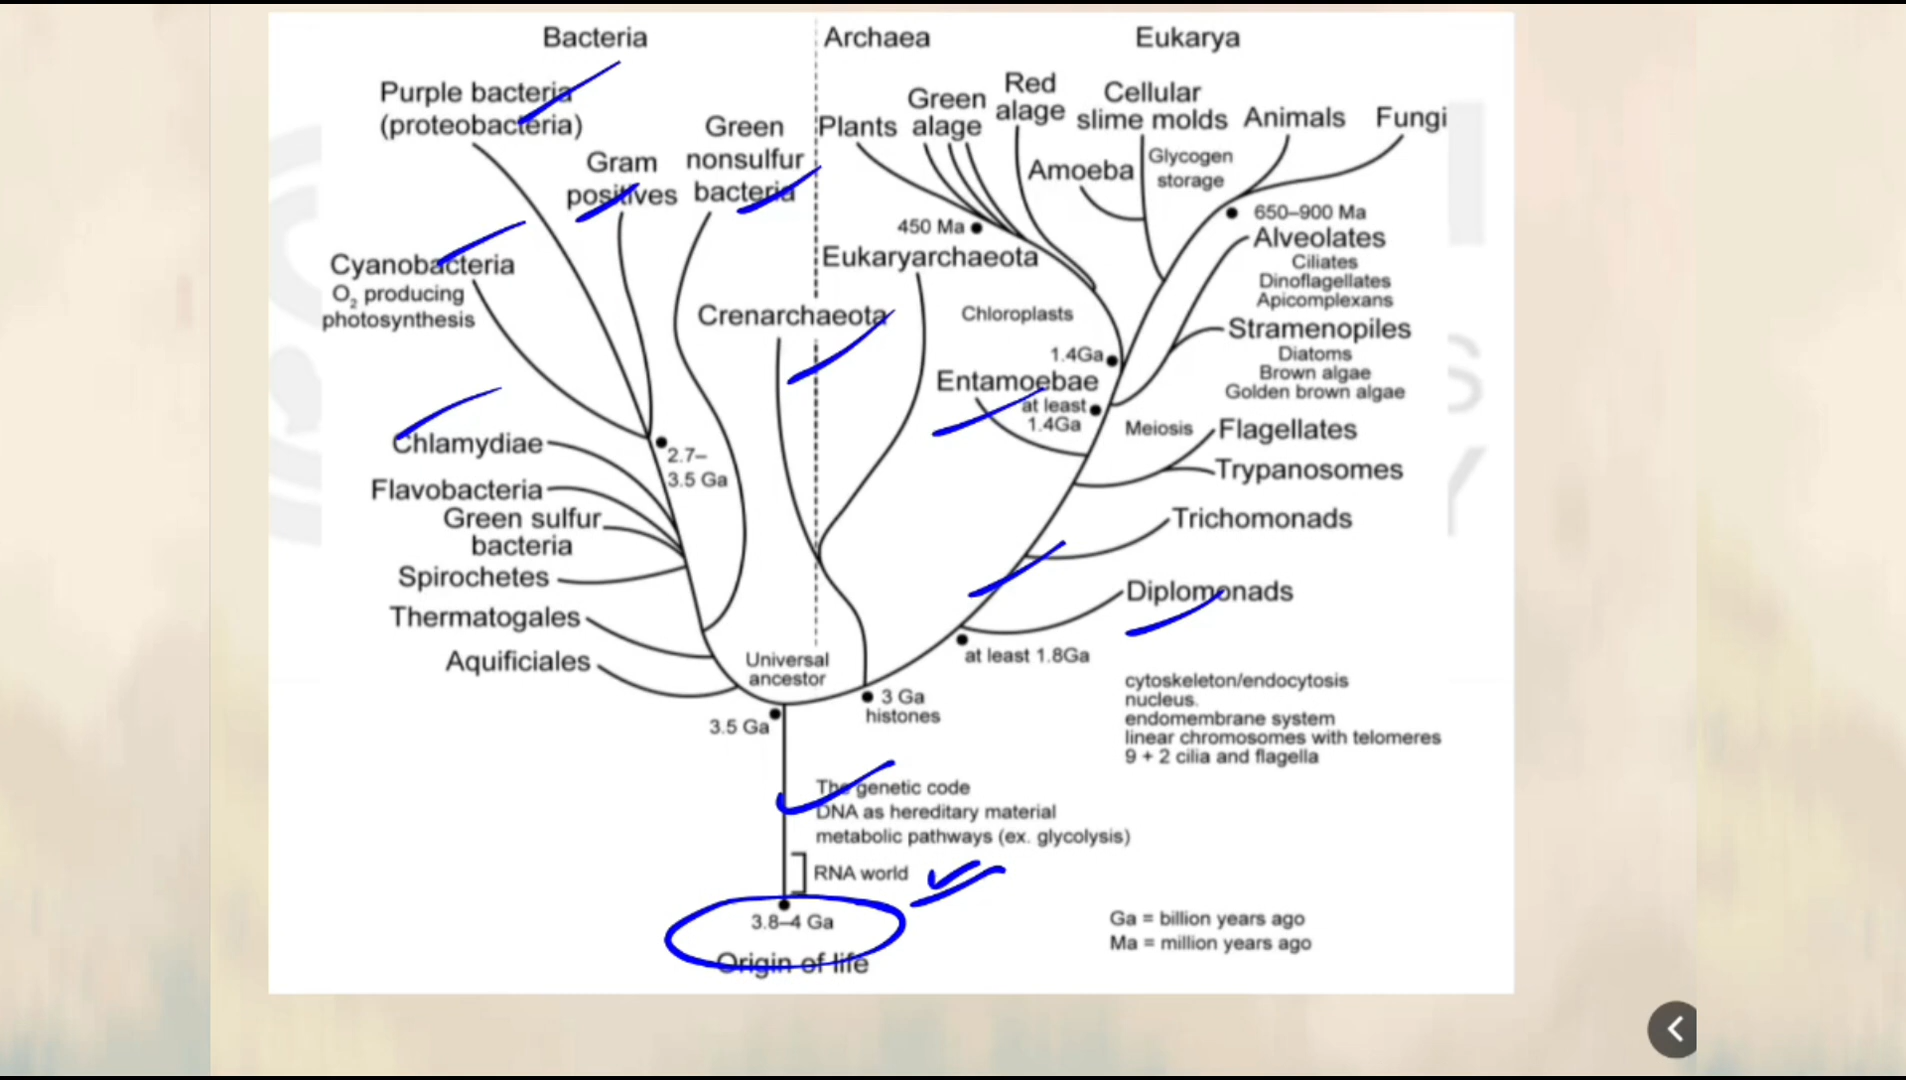 Bacteria
Archaea
Eukarya
Purple bacteria
(proteobacteria)
Gram
positives
Green
nonsulfur
bacteria
Plants
Green
alage
Red
alage
Cellular
slime molds
Animals
Fungi
Amoeba
Glycogen
storage
Cyanobacteria
O₂ producing
photosynthesis
450 Ma
650–900 Ma
Eukaryarchaeota
Alveolates
Ciliates
Dinoflagellates
Apicomplexans
Crenarchaeota
Chloroplasts
Stramenopiles
Diatoms
Brown algae
Golden brown algae
1.4Ga
Entamoebae
at least
1.4Ga
Chlamydiae
2.7–
3.5 Ga
Meiosis
Flagellates
Trypanosomes
Flavobacteria
Green sulfur
bacteria
Trichomonads
Spirochetes
Diplomonads
Thermatogales
Aquificiales
Universal
ancestor
at least 1.8Ga
3.5 Ga
3 Ga
histones
cytoskeleton/endocytosis
nucleus.
endomembrane system
linear chromosomes with telomeres
9 + 2 cilia and flagella
The genetic code
DNA as hereditary material
metabolic pathways (ex. glycolysis)
RNA world
3.8–4 Ga
Origin of life
Ga = billion years ago
Ma = million years ago